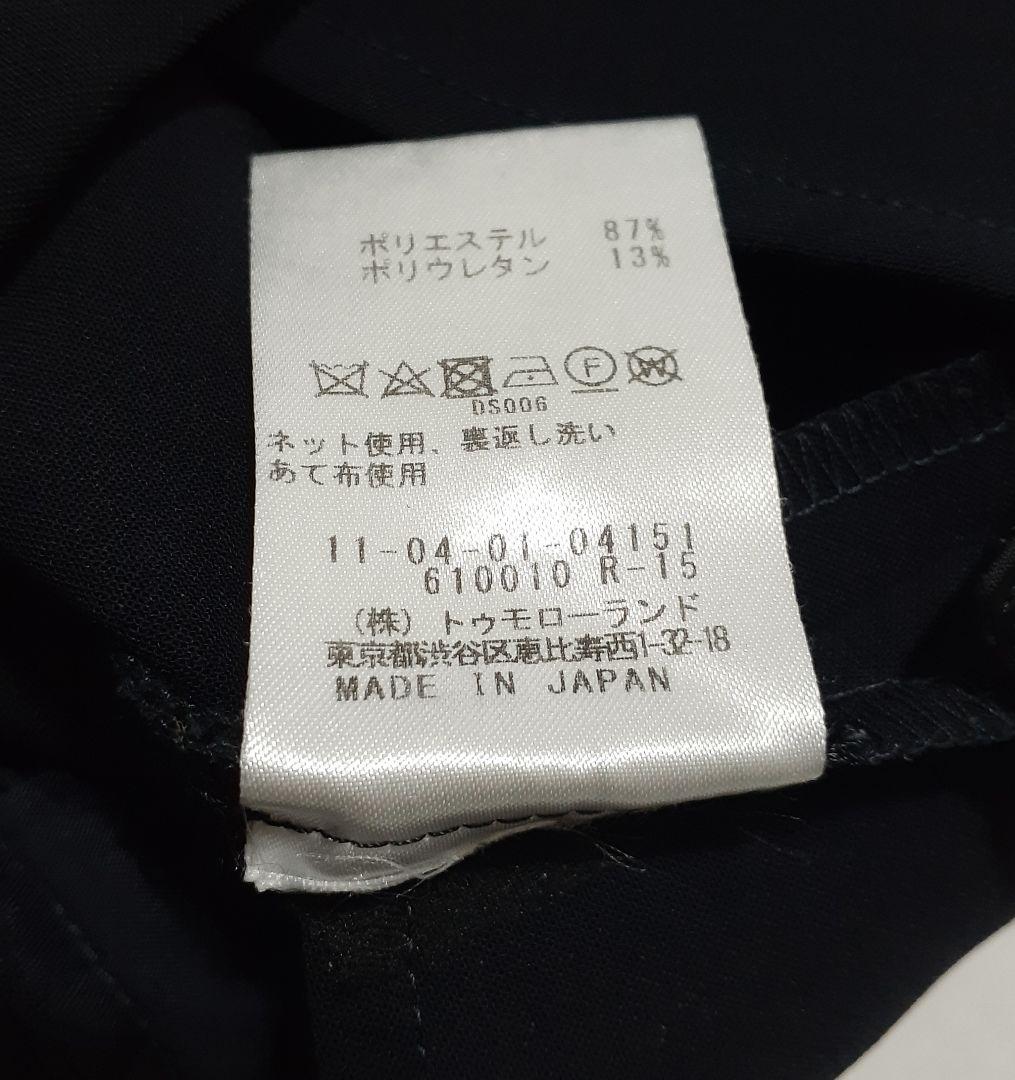 ポリエステル 87%
ポリウレタン 13%
F W
DS006
ネット使用、裏返し洗い
あて布使用
11-04-01-04151
610010 R-15
(株) トゥモローランド
東京都渋谷区恵比寿西1-32-18
MADE IN JAPAN